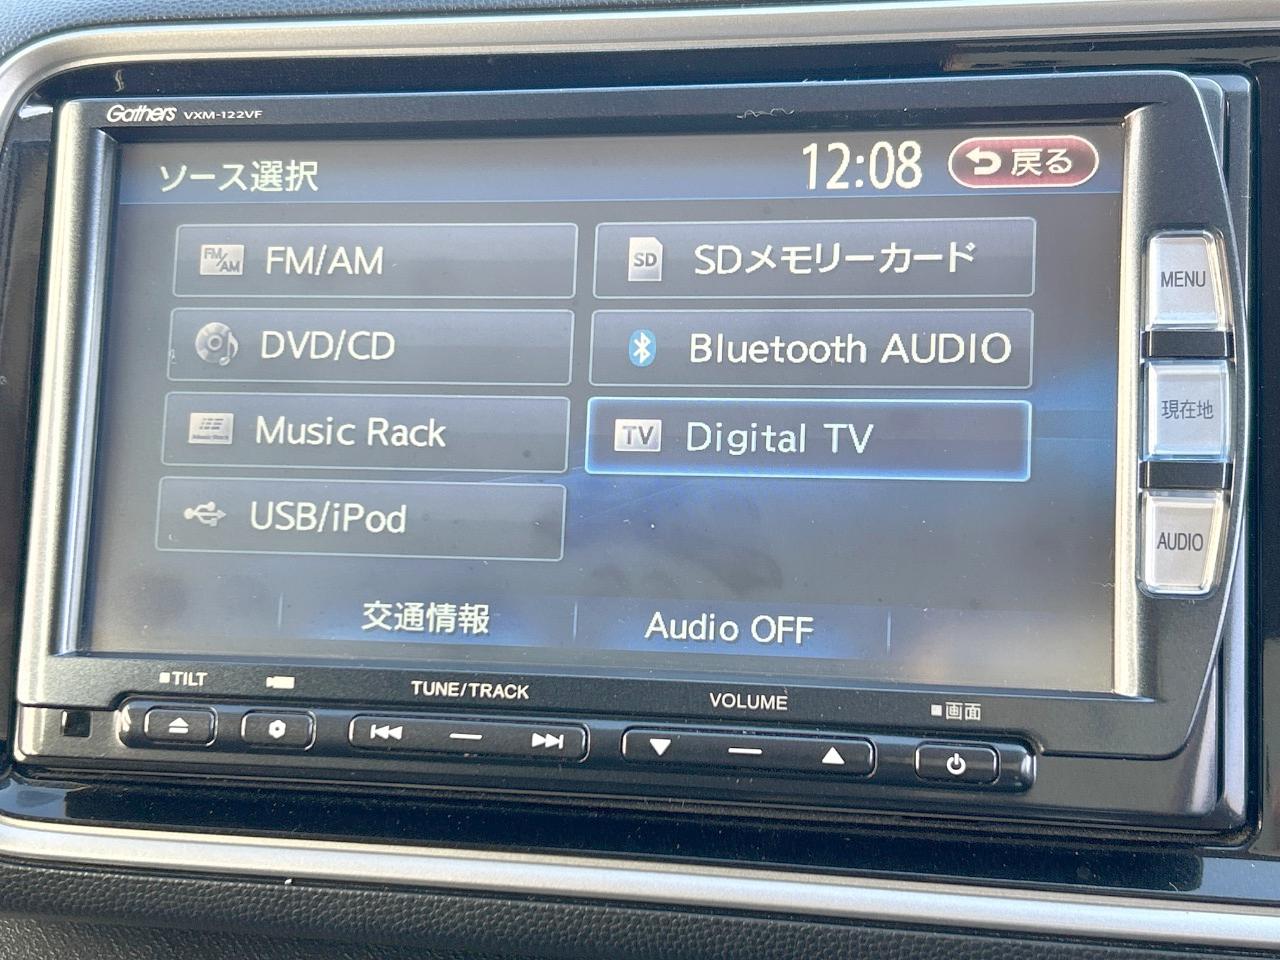 Gathers VXM-122VF
ソース選択
12:08
戻る
FM/AM FM/AM
SD SDメモリーカード
DVD/CD
Bluetooth AUDIO
Music Rack
TV Digital TV
USB/iPod
交通情報
Audio OFF
MENU
現在地
AUDIO
TILT
TUNE/TRACK
VOLUME
画面